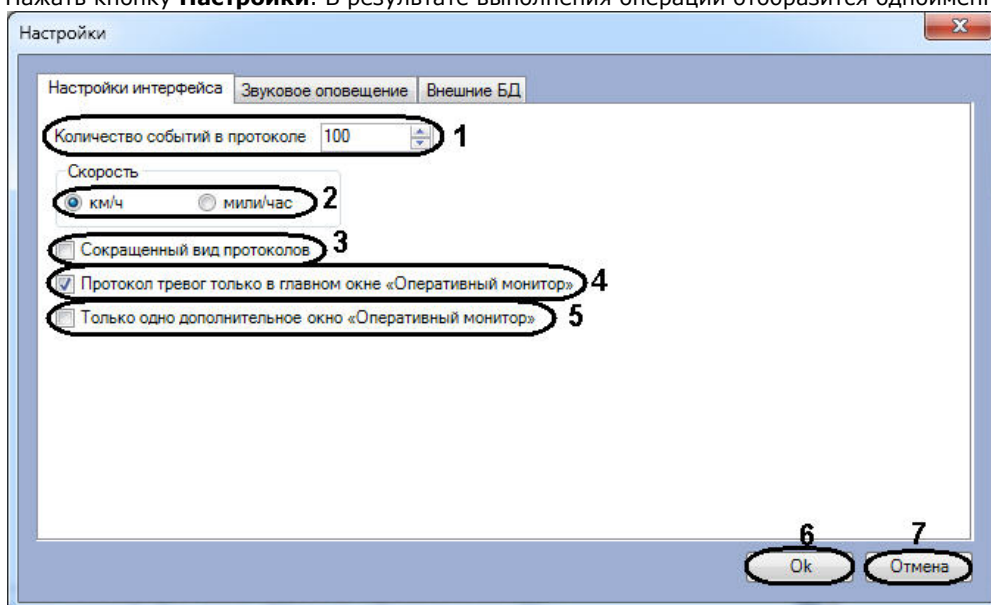 Нажать кнопку Настройки. В результате выполнения операции отобразится одноимен
Настройки
Настройки интерфейса Звуковое оповещение Внешние БД
Количество событий в протоколе 100 1
Скорость
км/ч мили/час 2
Сокращенный вид протоколов 3
Протокол тревог только в главном окне «Оперативный монитор» 4
Только одно дополнительное окно «Оперативный монитор» 5
6 7
Ok Отмена